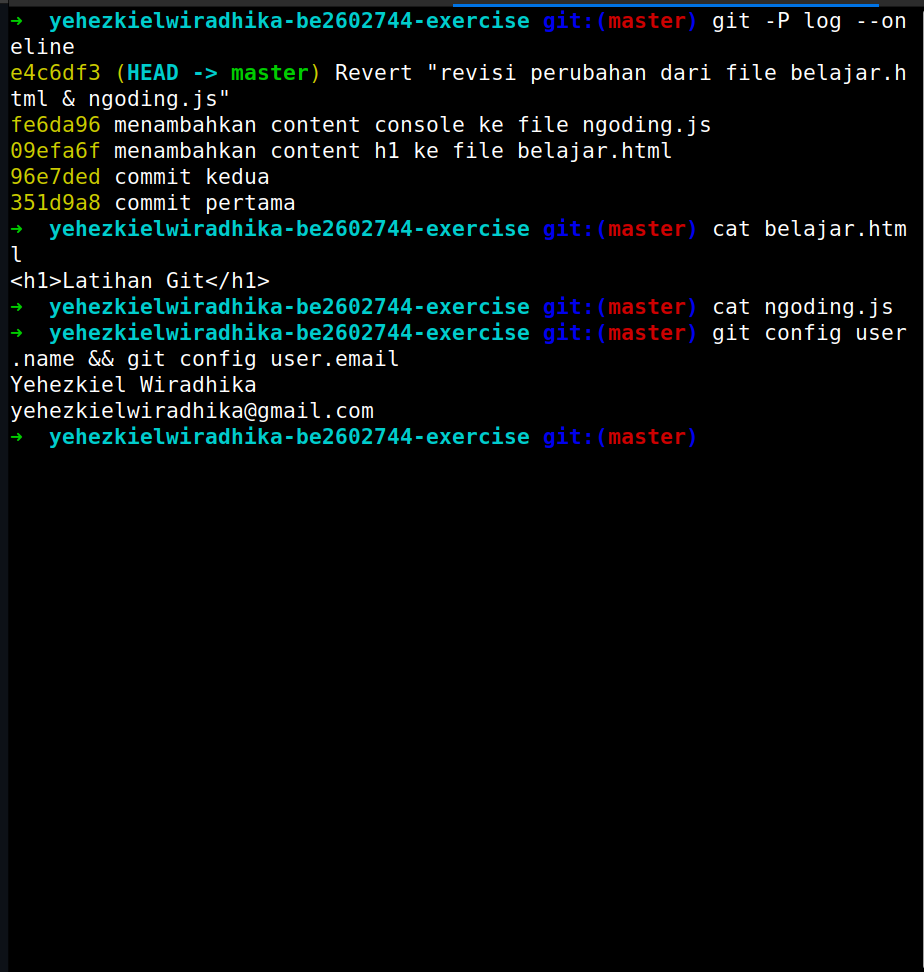 ➜  yehezkielwiradhika-be2602744-exercise git:(master) git -P log --on
eline
e4c6df3 (HEAD -> master) Revert "revisi perubahan dari file belajar.h
tml & ngoding.js"
fe6da96 menambahkan content console ke file ngoding.js
09efa6f menambahkan content h1 ke file belajar.html
96e7ded commit kedua
351d9a8 commit pertama
➜  yehezkielwiradhika-be2602744-exercise git:(master) cat belajar.htm
l
<h1>Latihan Git</h1>
➜  yehezkielwiradhika-be2602744-exercise git:(master) cat ngoding.js
➜  yehezkielwiradhika-be2602744-exercise git:(master) git config user
.name && git config user.email
Yehezkiel Wiradhika
yehezkielwiradhika@gmail.com
➜  yehezkielwiradhika-be2602744-exercise git:(master)